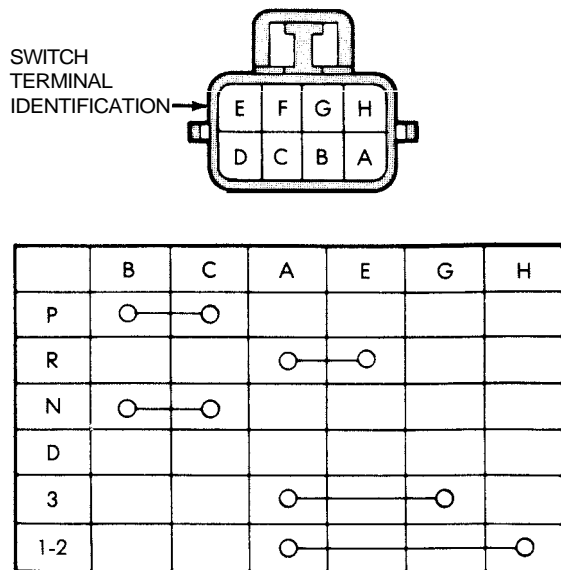 SWITCH
TERMINAL
IDENTIFICATION
E F G H
D C B A
B C A E G H
P
R
N
D
3
1-2